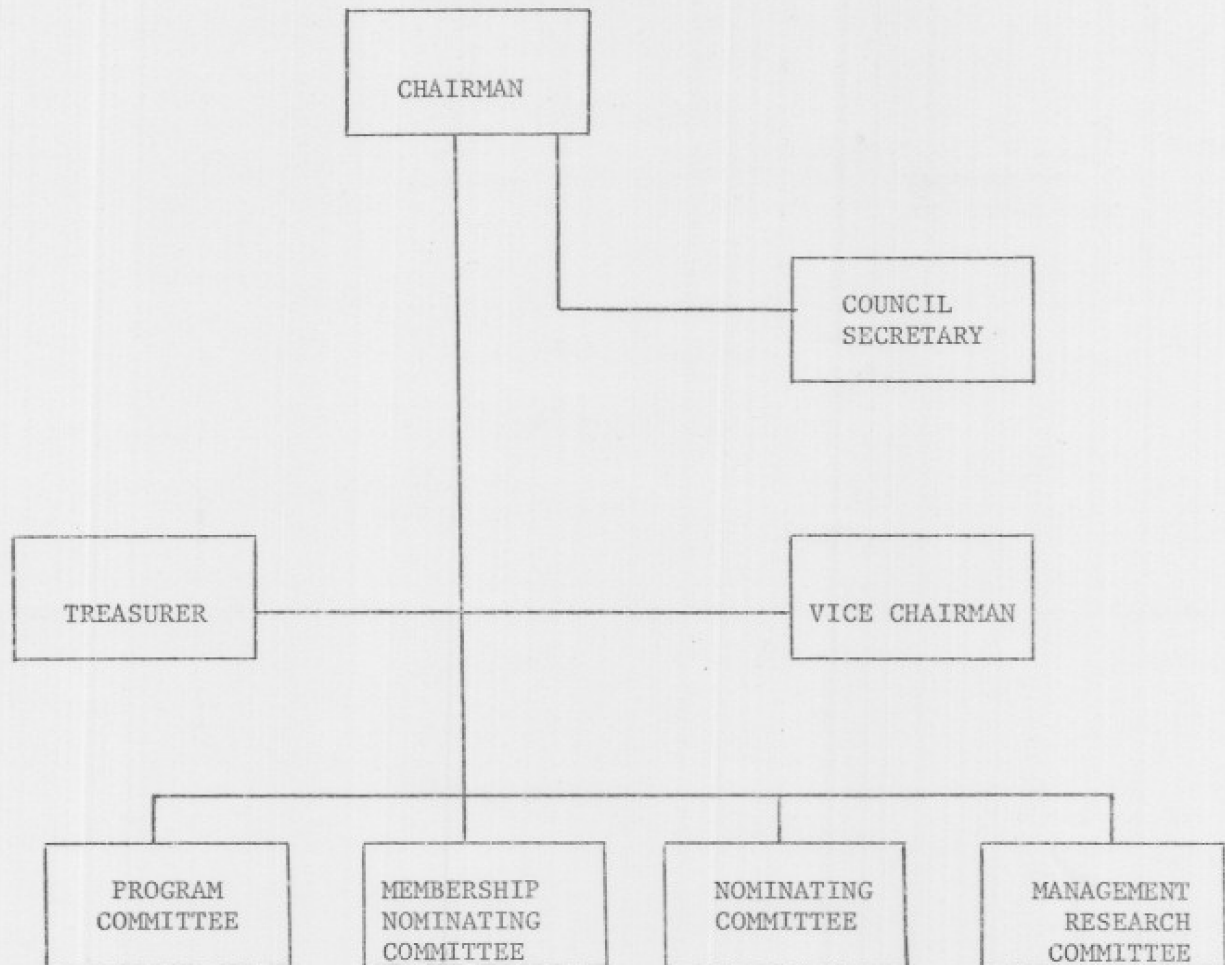 CHAIRMAN
COUNCIL
SECRETARY
TREASURER
VICE CHAIRMAN
PROGRAM
COMMITTEE
MEMBERSHIP
NOMINATING
COMMITTEE
NOMINATING
COMMITTEE
MANAGEMENT
RESEARCH
COMMITTEE